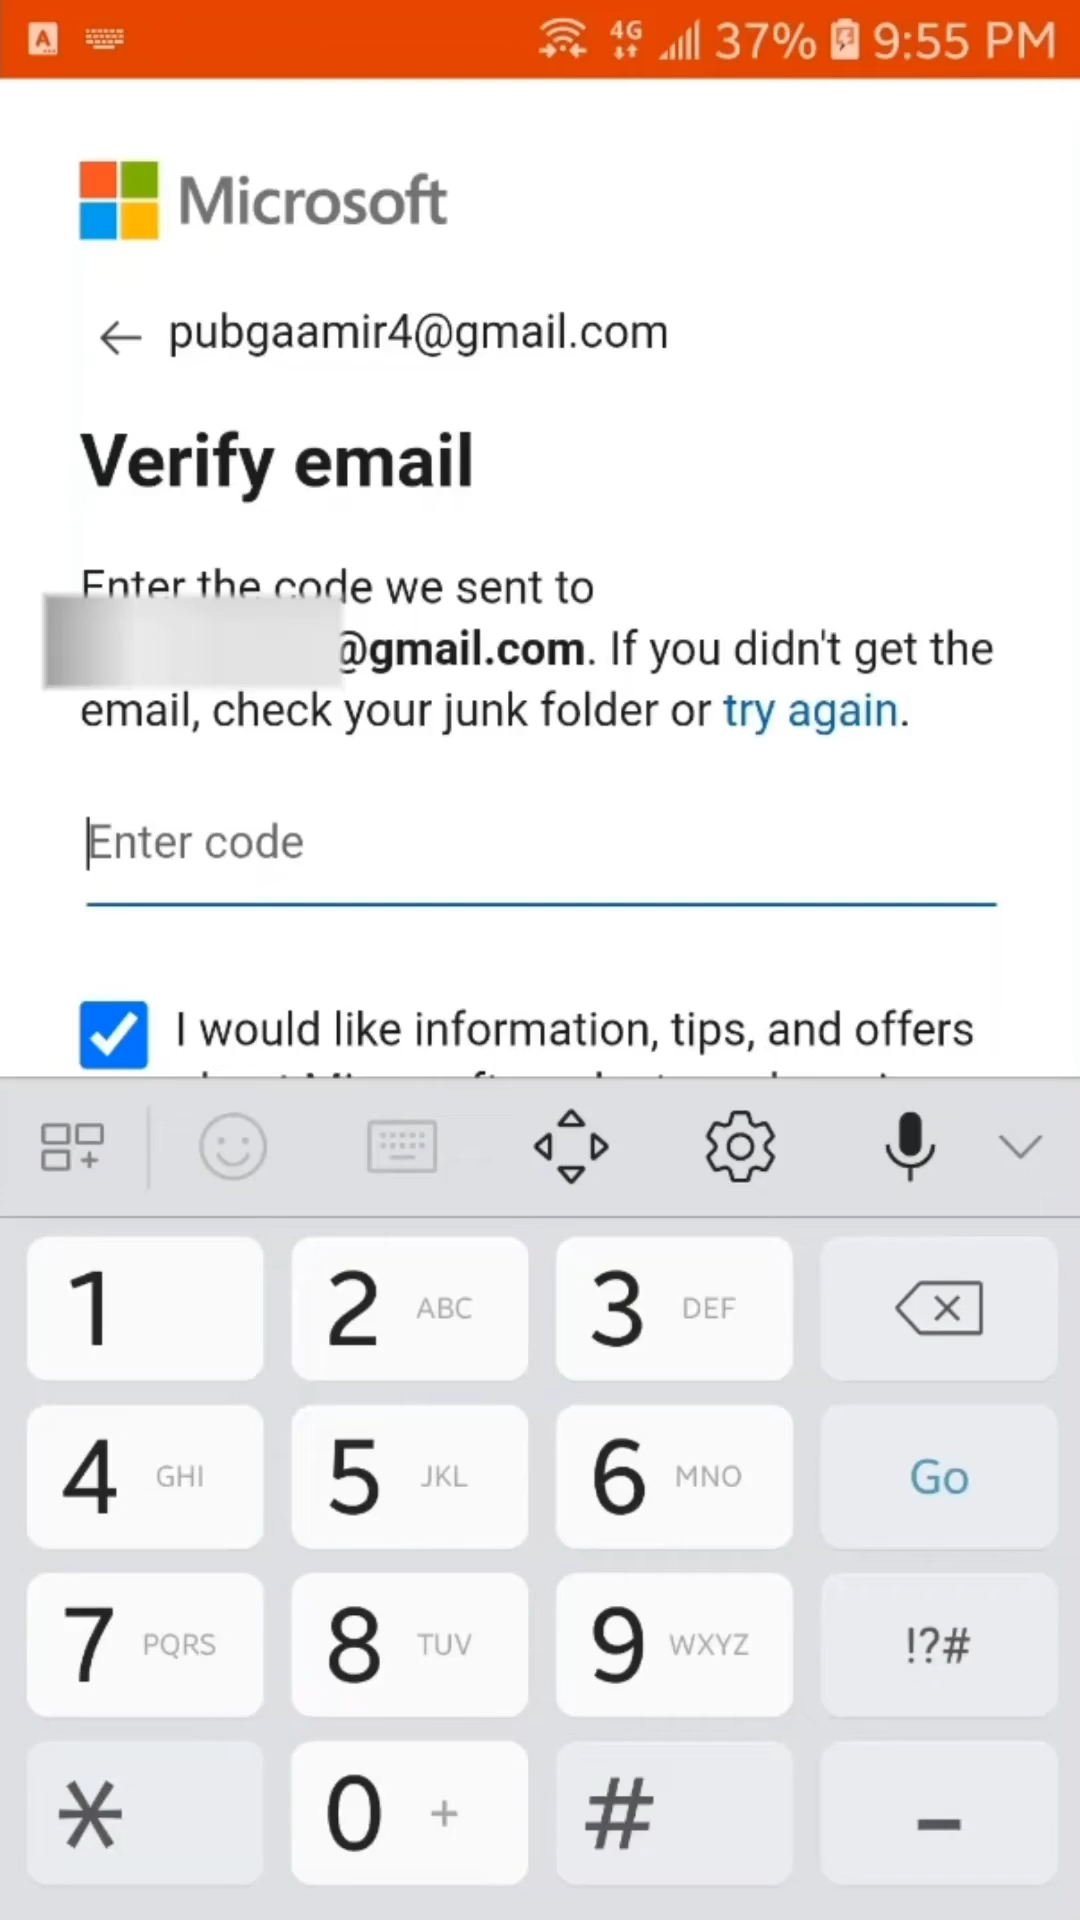 A 4G 37% 9:55 PM
Microsoft
← pubgaamir4@gmail.com
Verify email
Enter the code we sent to
@gmail.com. If you didn't get the
email, check your junk folder or try again.
Enter code
I would like information, tips, and offers
1 2 ABC 3 DEF
4 GHI 5 JKL 6 MNO Go
7 PQRS 8 TUV 9 WXYZ !?#
* 0 + # _